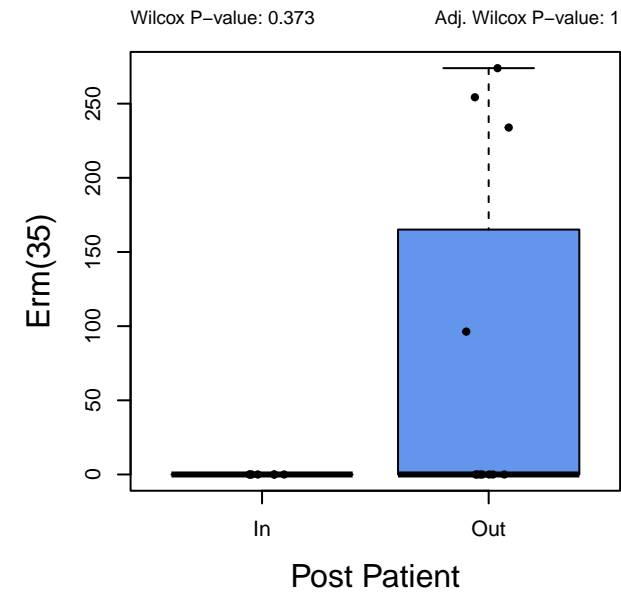 Wilcox P−value: 0.373
Adj. Wilcox P−value: 1
Erm(35)
250
200
150
100
50
0
In
Out
Post Patient